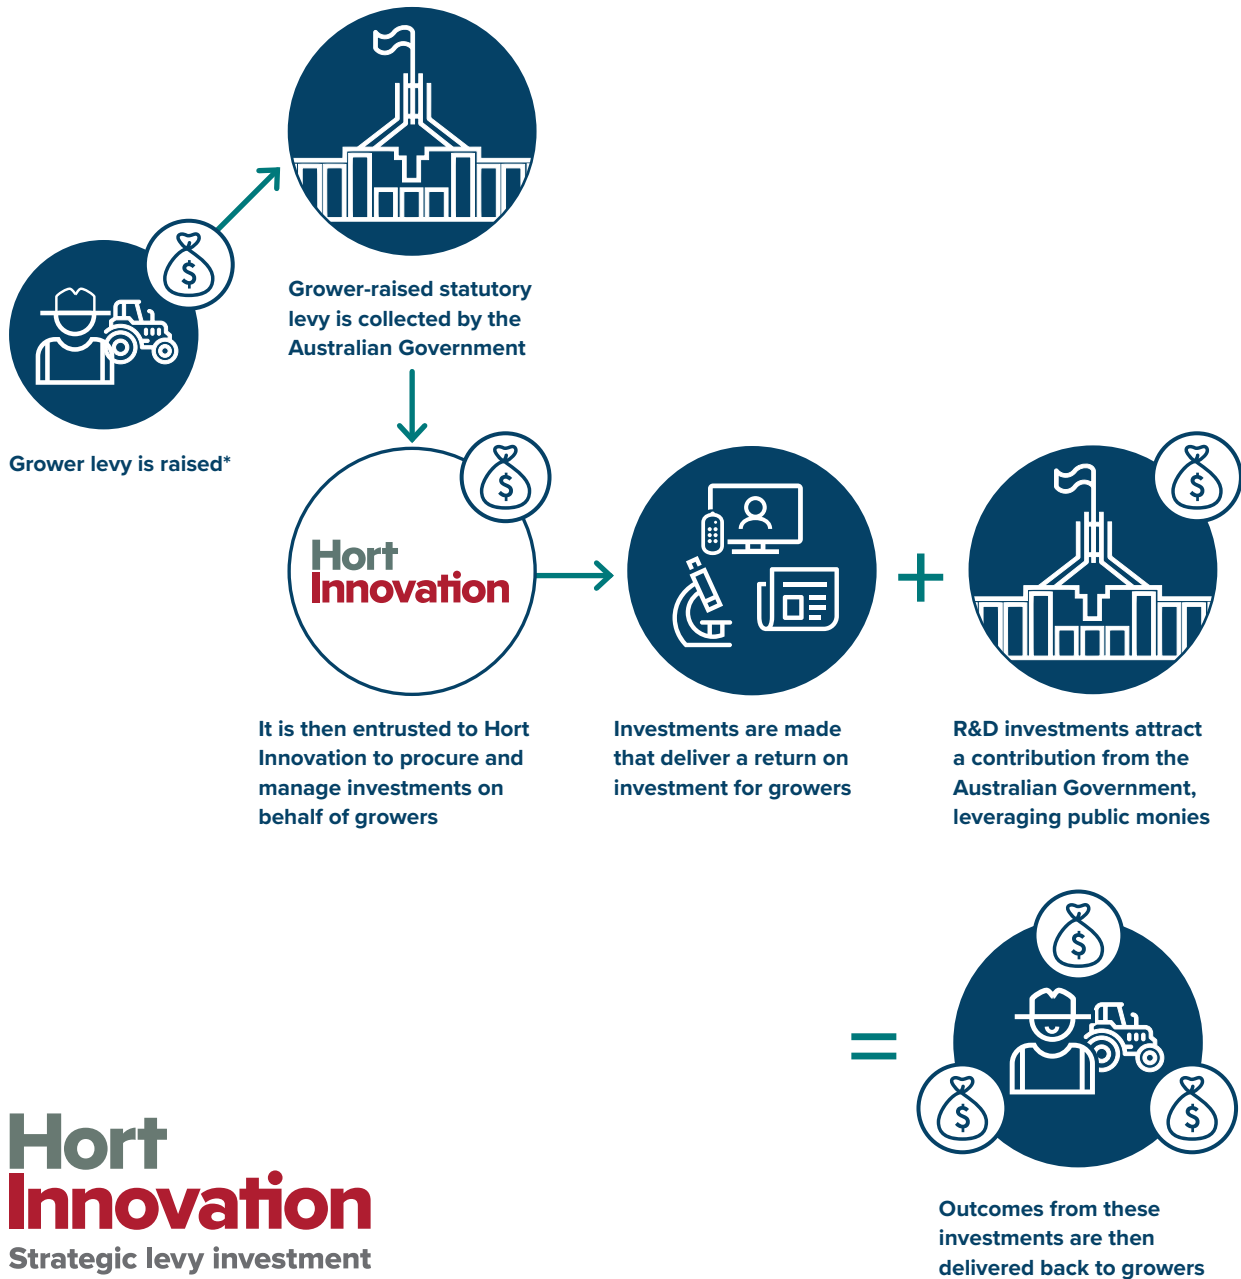 Grower-raised statutory
levy is collected by the
Australian Government
Grower levy is raised*
$
$
$
Hort
Innovation
It is then entrusted to Hort
Innovation to procure and
manage investments on
behalf of growers
Investments are made
that deliver a return on
investment for growers
+
R&D investments attract
a contribution from the
Australian Government,
leveraging public monies
=
$
$
$
Outcomes from these
investments are then
delivered back to growers
Hort
Innovation
Strategic levy investment